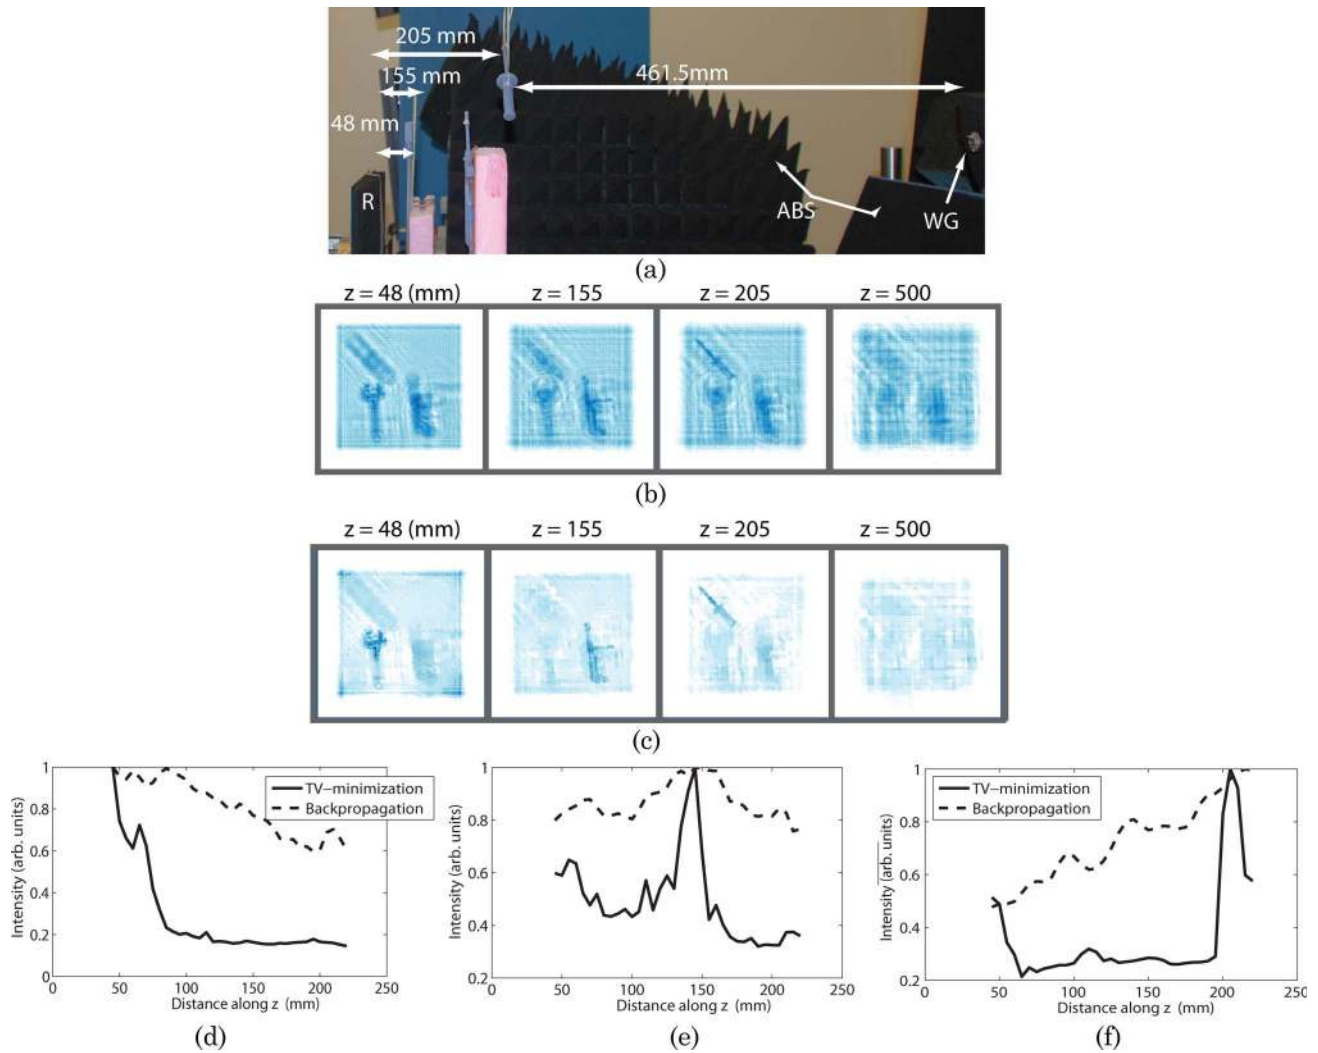 205 mm
461.5mm
155 mm
48 mm
R
ABS
WG
(a)
z = 48 (mm) z = 155 z = 205 z = 500
(b)
z = 48 (mm) z = 155 z = 205 z = 500
(c)
1
0.8
0.6
0.4
0.2
0
Intensity (arb. units)
TV−minimization
Backpropagation
0 50 100 150 200 250
Distance along z (mm)
(d)
1
0.8
0.6
0.4
0.2
Intensity (arb. units)
0 50 100 150 200 250
Distance along z (mm)
(e)
1
0.8
0.6
0.4
0.2
Intensity (arb. units)
TV−minimization
Backpropagation
0 50 100 150 200 250
Distance along z (mm)
(f)